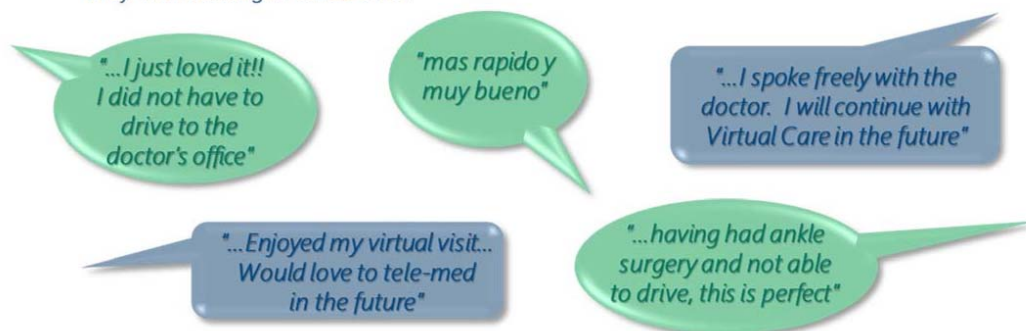 "...I just loved it!!
I did not have to
drive to the
doctor's office"
"mas rapido y
muy bueno"
"...I spoke freely with the
doctor.  I will continue with
Virtual Care in the future"
"...Enjoyed my virtual visit...
Would love to tele-med
in the future"
"...having had ankle
surgery and not able
to drive, this is perfect"